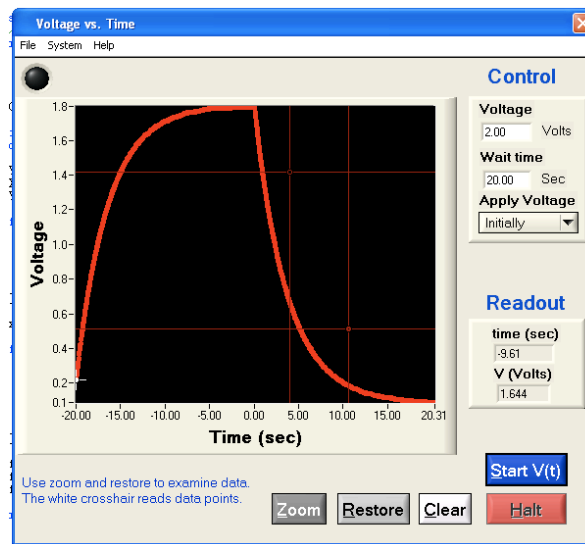 Voltage vs. Time
File System Help
Control
Voltage
2.00 Volts
Wait time
20.00 Sec
Apply Voltage
Initially
Readout
time (sec)
-9.61
V (Volts)
1.644
Voltage
1.8
1.6
1.4
1.2
1.0
0.8
0.6
0.4
0.2
0.1
-20.00 -15.00 -10.00 -5.00 0.00 5.00 10.00 15.00 20.31
Time (sec)
Use zoom and restore to examine data.
The white crosshair reads data points.
Zoom Restore Clear
Start V(t)
Halt